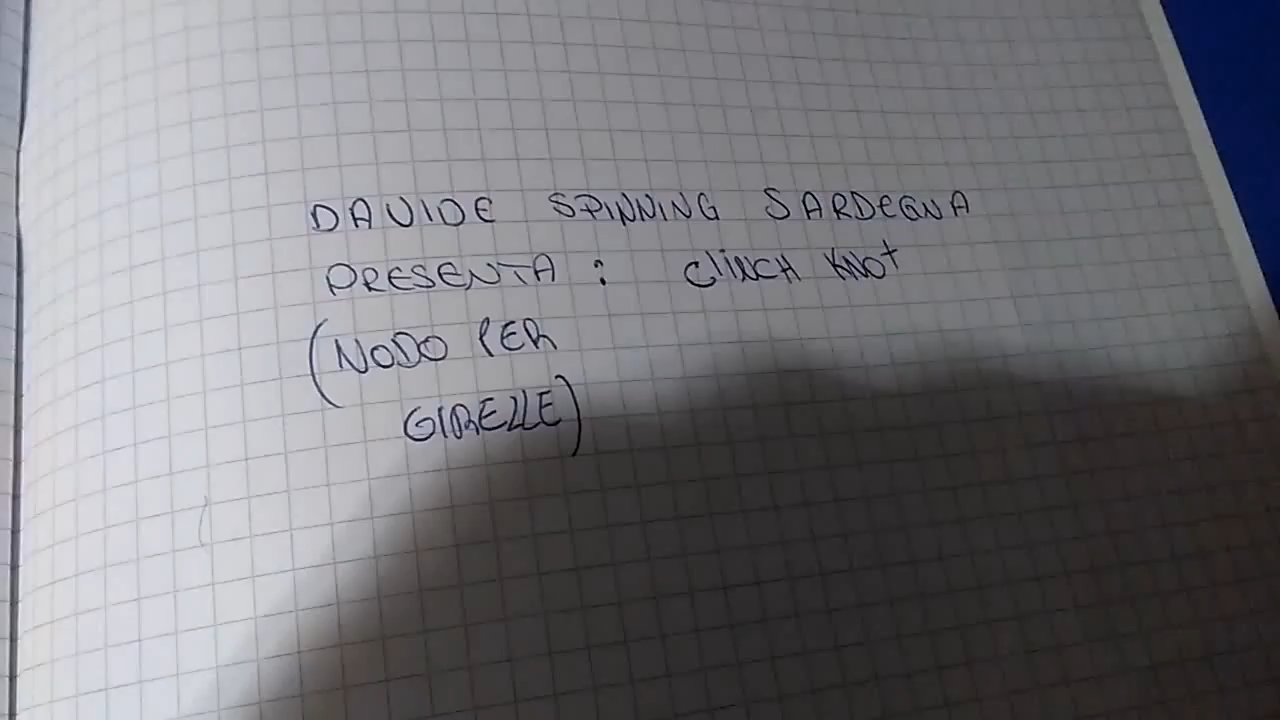 DAVIDE SPINNING SARDEGNA
PRESENTA : CLINCH KNOT
(NODO PER
GIRELLE)